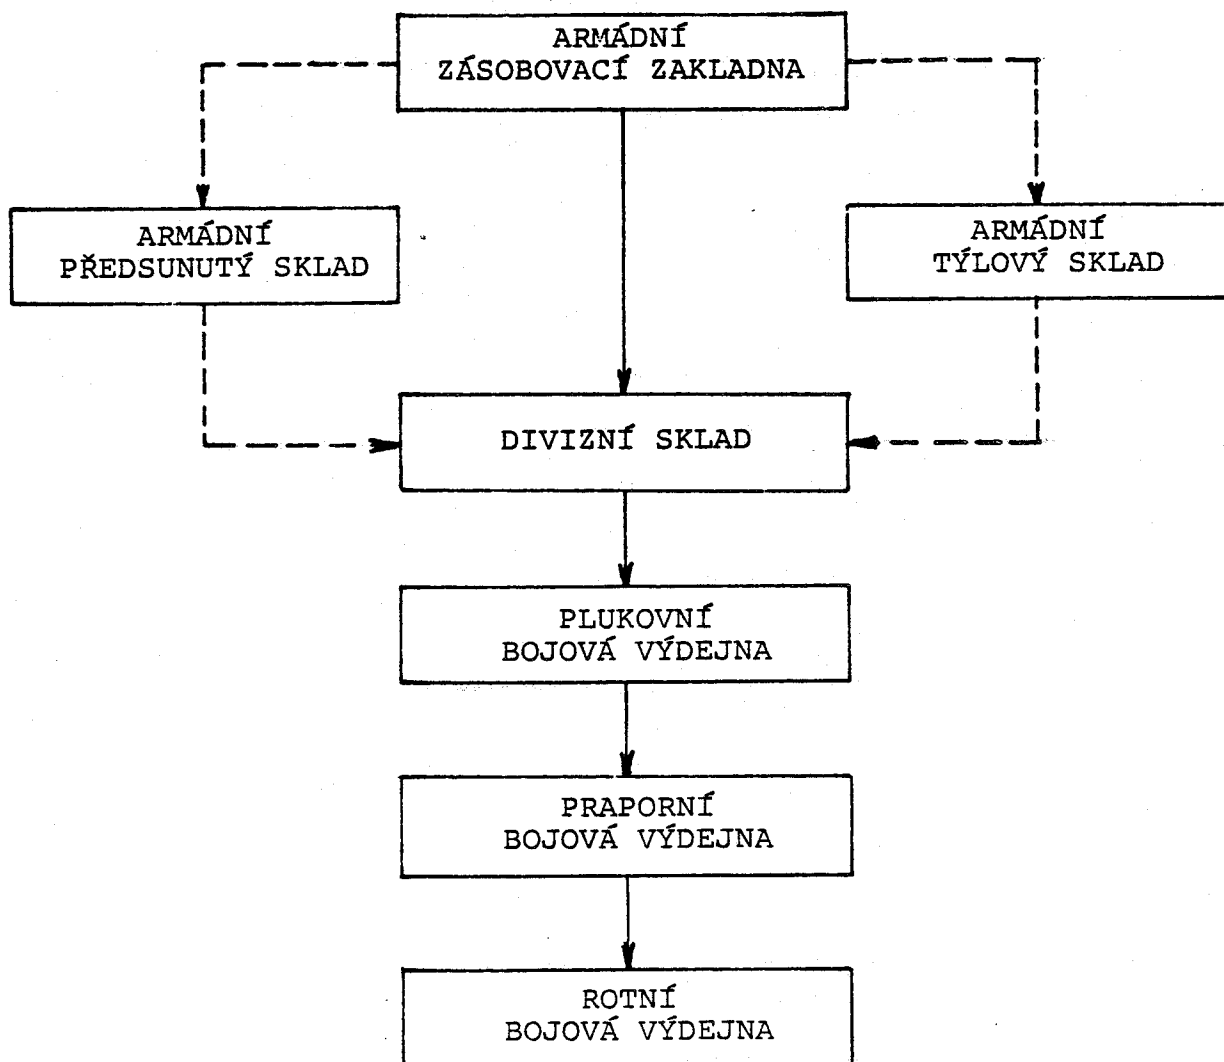 ARMÁDNÍ
ZÁSOBOVACÍ ZAKLADNA
ARMÁDNÍ
PŘEDSUNUTÝ SKLAD
ARMÁDNÍ
TÝLOVÝ SKLAD
DIVIZNÍ SKLAD
PLUKOVNÍ
BOJOVÁ VÝDEJNA
PRAPORNÍ
BOJOVÁ VÝDEJNA
ROTNÍ
BOJOVÁ VÝDEJNA